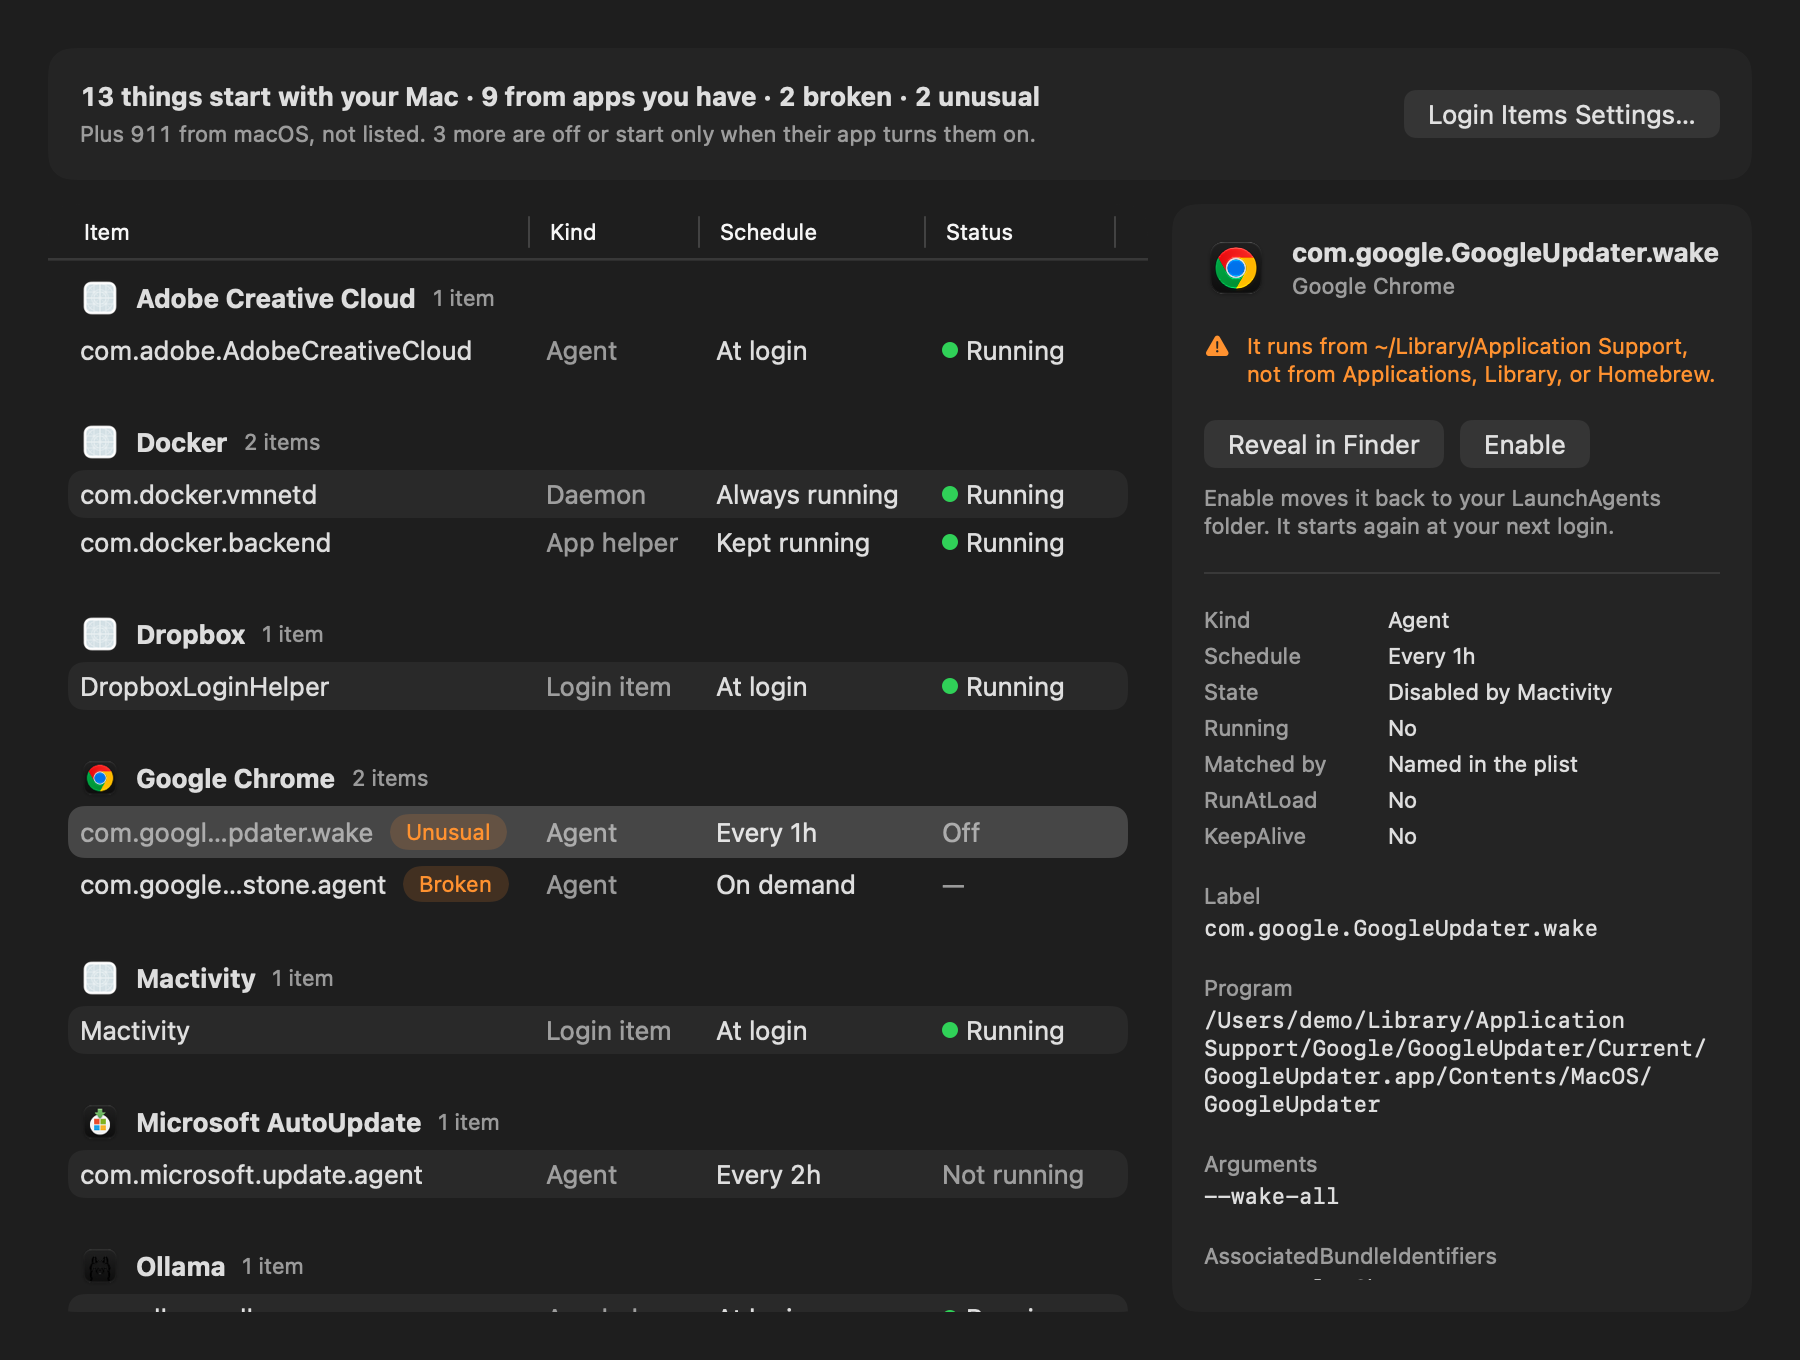 13 things start with your Mac · 9 from apps you have · 2 broken · 2 unusual
Plus 911 from macOS, not listed. 3 more are off or start only when their app turns them on.
Login Items Settings...
Item Kind Schedule Status
Adobe Creative Cloud 1 item
com.adobe.AdobeCreativeCloud Agent At login Running
Docker 2 items
com.docker.vmnetd Daemon Always running Running
com.docker.backend App helper Kept running Running
Dropbox 1 item
DropboxLoginHelper Login item At login Running
Google Chrome 2 items
com.googl...pdater.wake Unusual Agent Every 1h Off
com.google...stone.agent Broken Agent On demand —
Mactivity 1 item
Mactivity Login item At login Running
Microsoft AutoUpdate 1 item
com.microsoft.update.agent Agent Every 2h Not running
Ollama 1 item
com.google.GoogleUpdater.wake
Google Chrome
It runs from ~/Library/Application Support,
not from Applications, Library, or Homebrew.
Reveal in Finder Enable
Enable moves it back to your LaunchAgents
folder. It starts again at your next login.
Kind Agent
Schedule Every 1h
State Disabled by Mactivity
Running No
Matched by Named in the plist
RunAtLoad No
KeepAlive No
Label
com.google.GoogleUpdater.wake
Program
/Users/demo/Library/Application
Support/Google/GoogleUpdater/Current/
GoogleUpdater.app/Contents/MacOS/
GoogleUpdater
Arguments
--wake-all
AssociatedBundleIdentifiers